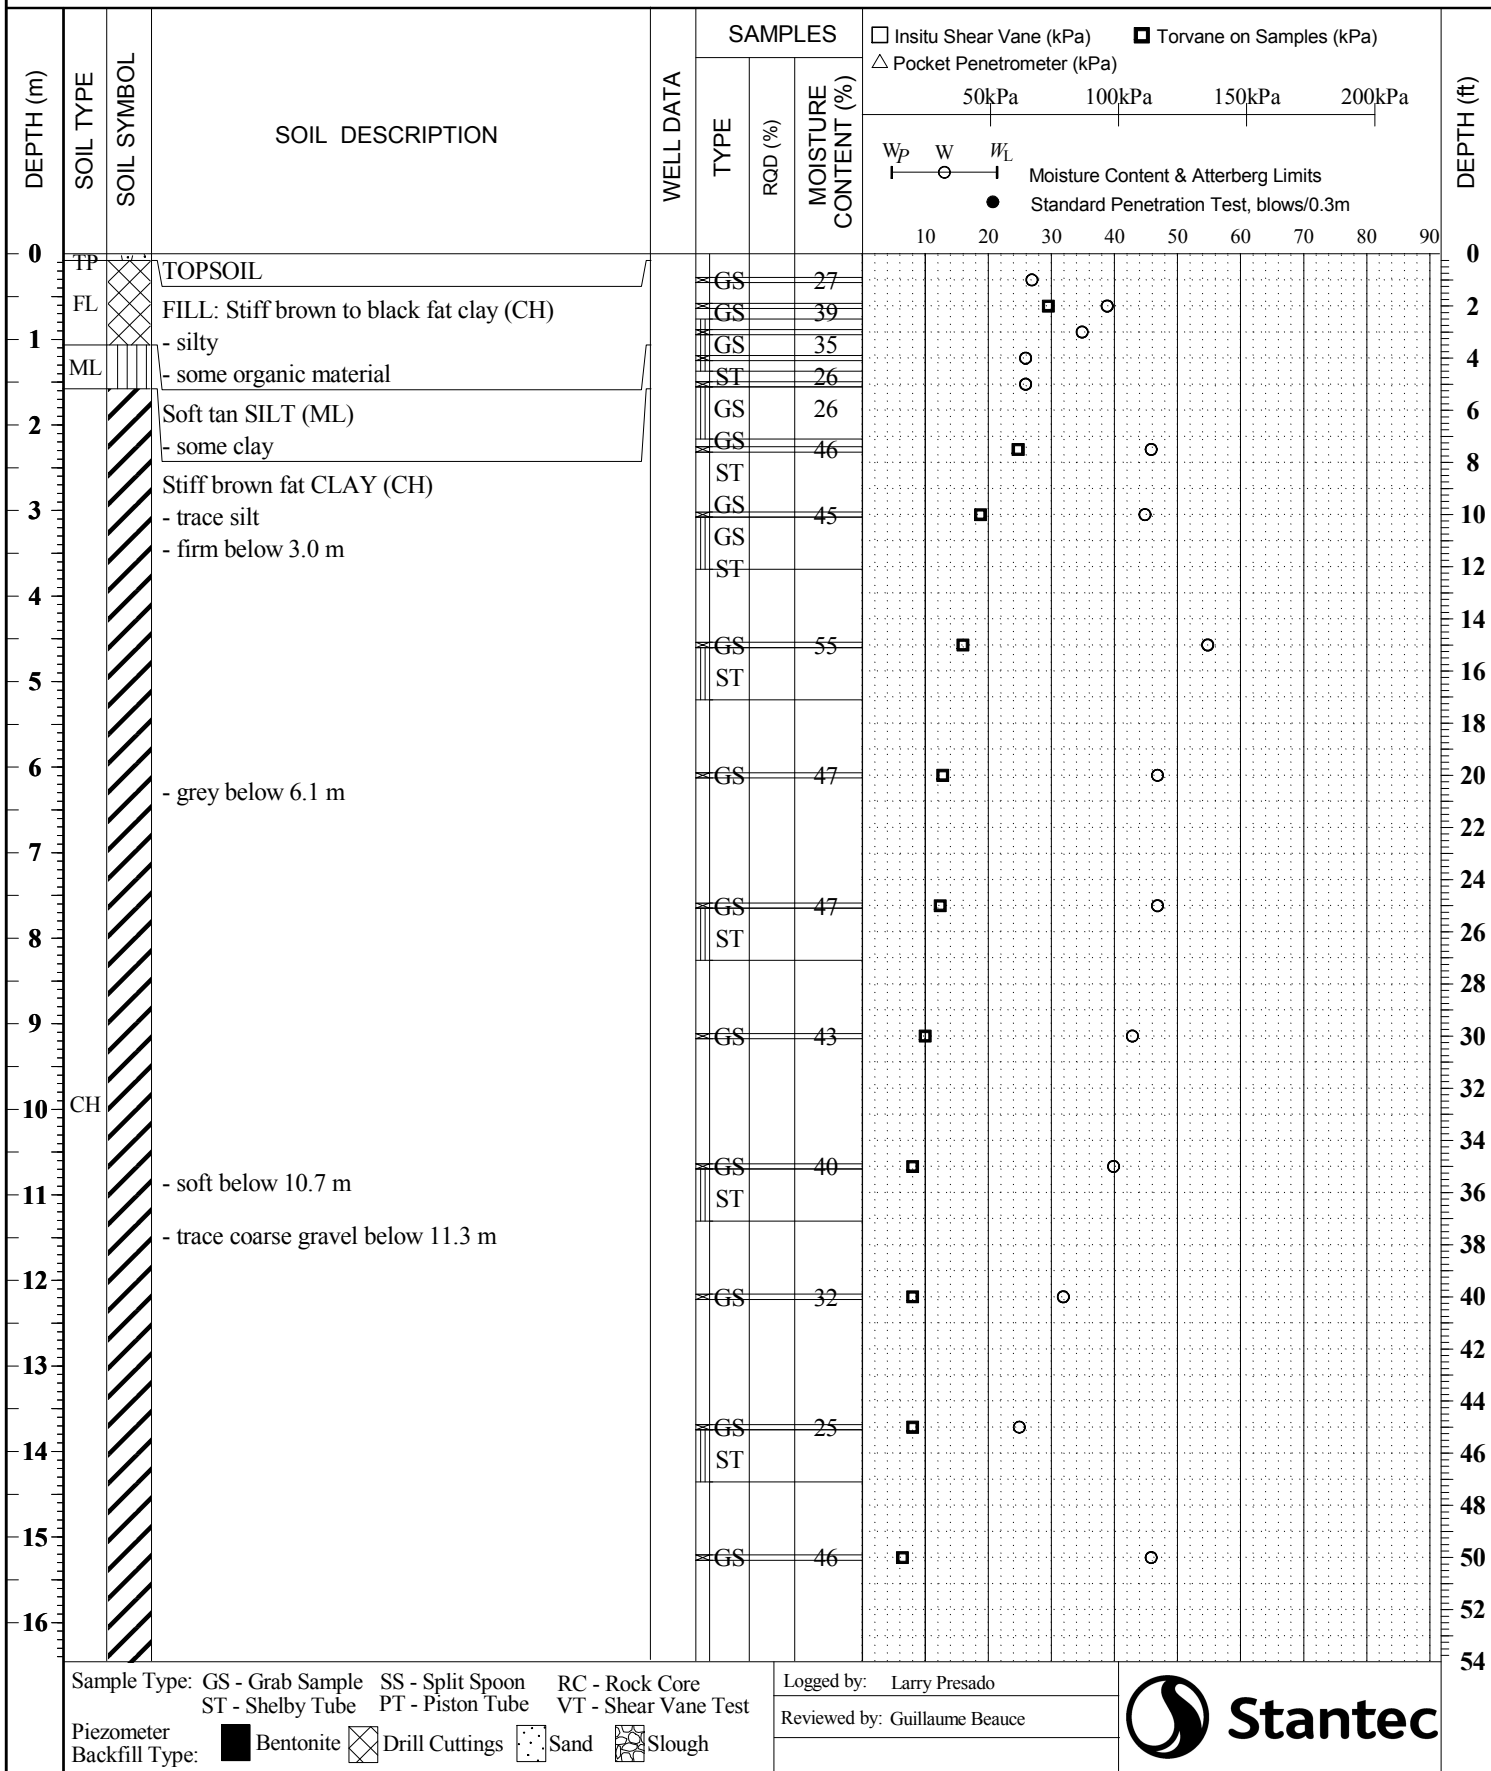 SAMPLES
Insitu Shear Vane (kPa) Torvane on Samples (kPa)
Pocket Penetrometer (kPa)
50kPa 100kPa 150kPa 200kPa
DEPTH (m)
SOIL TYPE
SOIL SYMBOL
SOIL DESCRIPTION
WELL DATA
TYPE
RQD (%)
MOISTURE
CONTENT (%)
DEPTH (ft)
WP W WL
Moisture Content & Atterberg Limits
Standard Penetration Test, blows/0.3m
10 20 30 40 50 60 70 80 90
0 0
TP TOPSOIL
GS 27
FL FILL: Stiff brown to black fat clay (CH)
GS 39 2
1 - silty
GS 35
4
ML - some organic material
ST 26
Soft tan SILT (ML)
GS 26 6
2 - some clay
GS 46
8
ST
Stiff brown fat CLAY (CH)
GS
3 - trace silt
45 10
- firm below 3.0 m
GS
ST 12
4
14
GS 55
16
5 ST
18
6 GS 47 20
- grey below 6.1 m
22
7
24
GS 47
8 ST 26
28
9 GS 43 30
32
10 CH
34
GS 40
- soft below 10.7 m
11 ST 36
- trace coarse gravel below 11.3 m
38
12
GS 32 40
42
13
44
GS 25
14 ST 46
48
15
GS 46 50
52
16
54
Sample Type: GS - Grab Sample SS - Split Spoon RC - Rock Core
ST - Shelby Tube PT - Piston Tube VT - Shear Vane Test
Piezometer
Backfill Type: Bentonite Drill Cuttings Sand Slough
Logged by: Larry Presado
Reviewed by: Guillaume Beauce
Stantec